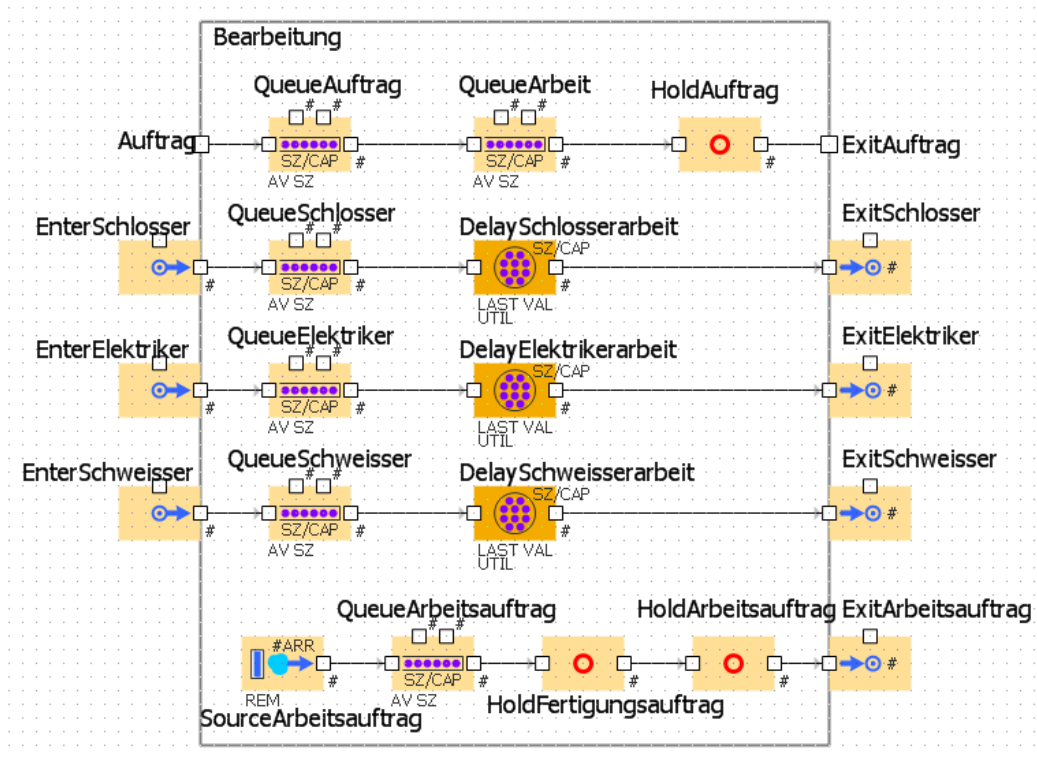 Bearbeitung
QueueAuftrag QueueArbeit HoldAuftrag
# # # #
Auftrag ExitAuftrag
SZ/CAP # SZ/CAP # #
AV SZ AV SZ
EnterSchlosser QueueSchlosser DelaySchlosserarbeit ExitSchlosser
# # SZ/CAP
#
# SZ/CAP # #
AV SZ LAST VAL
UTIL
EnterElektriker QueueElektriker DelayElektrikerarbeit ExitElektriker
# # SZ/CAP
#
# SZ/CAP # #
AV SZ LAST VAL
UTIL
EnterSchweisser QueueSchweisser DelaySchweisserarbeit ExitSchweisser
# # SZ/CAP
#
# SZ/CAP # #
AV SZ LAST VAL
UTIL
QueueArbeitsauftrag HoldArbeitsauftrag ExitArbeitsauftrag
# #
#ARR #
# SZ/CAP # # #
REM AV SZ HoldFertigungsauftrag
SourceArbeitsauftrag